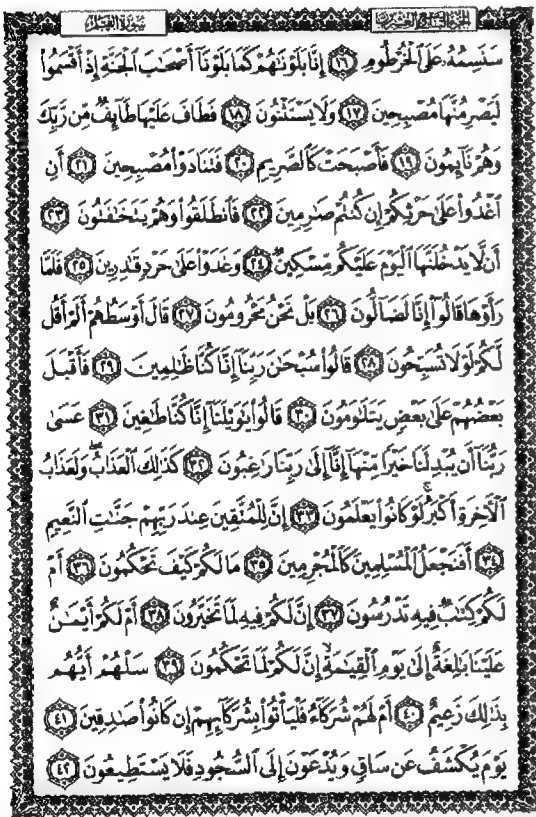 الجزء التاسع والعشرون سورة القلم
سَنَسِمُهُۥ عَلَى ٱلْخُرْطُومِ ١٦ إِنَّا بَلَوْنَٰهُمْ كَمَا بَلَوْنَآ أَصْحَٰبَ ٱلْجَنَّةِ إِذْ أَقْسَمُوا۟
لَيَصْرِمُنَّهَا مُصْبِحِينَ ١٧ وَلَا يَسْتَثْنُونَ ١٨ فَطَافَ عَلَيْهَا طَآئِفٌ مِّن رَّبِّكَ
وَهُمْ نَآئِمُونَ ١٩ فَأَصْبَحَتْ كَٱلصَّرِيمِ ٢٠ فَتَنَادَوْا۟ مُصْبِحِينَ ٢١ أَنِ
ٱغْدُوا۟ عَلَىٰ حَرْثِكُمْ إِن كُنتُمْ صَٰرِمِينَ ٢٢ فَٱنطَلَقُوا۟ وَهُمْ يَتَخَٰفَتُونَ ٢٣
أَن لَّا يَدْخُلَنَّهَا ٱلْيَوْمَ عَلَيْكُم مِّسْكِينٌ ٢٤ وَغَدَوْا۟ عَلَىٰ حَرْدٍ قَٰدِرِينَ ٢٥ فَلَمَّا
رَأَوْهَا قَالُوٓا۟ إِنَّا لَضَآلُّونَ ٢٦ بَلْ نَحْنُ مَحْرُومُونَ ٢٧ قَالَ أَوْسَطُهُمْ أَلَمْ أَقُل
لَّكُمْ لَوْلَا تُسَبِّحُونَ ٢٨ قَالُوا۟ سُبْحَٰنَ رَبِّنَآ إِنَّا كُنَّا ظَٰلِمِينَ ٢٩ فَأَقْبَلَ
بَعْضُهُمْ عَلَىٰ بَعْضٍ يَتَلَٰوَمُونَ ٣٠ قَالُوا۟ يَٰوَيْلَنَآ إِنَّا كُنَّا طَٰغِينَ ٣١ عَسَىٰ
رَبُّنَآ أَن يُبْدِلَنَا خَيْرًا مِّنْهَآ إِنَّآ إِلَىٰ رَبِّنَا رَٰغِبُونَ ٣٢ كَذَٰلِكَ ٱلْعَذَابُ ۖ وَلَعَذَابُ
ٱلْءَاخِرَةِ أَكْبَرُ ۚ لَوْ كَانُوا۟ يَعْلَمُونَ ٣٣ إِنَّ لِلْمُتَّقِينَ عِندَ رَبِّهِمْ جَنَّٰتِ ٱلنَّعِيمِ
٣٤ أَفَنَجْعَلُ ٱلْمُسْلِمِينَ كَٱلْمُجْرِمِينَ ٣٥ مَا لَكُمْ كَيْفَ تَحْكُمُونَ ٣٦ أَمْ
لَكُمْ كِتَٰبٌ فِيهِ تَدْرُسُونَ ٣٧ إِنَّ لَكُمْ فِيهِ لَمَا تَخَيَّرُونَ ٣٨ أَمْ لَكُمْ أَيْمَٰنٌ
عَلَيْنَا بَٰلِغَةٌ إِلَىٰ يَوْمِ ٱلْقِيَٰمَةِ ۙ إِنَّ لَكُمْ لَمَا تَحْكُمُونَ ٣٩ سَلْهُمْ أَيُّهُم
بِذَٰلِكَ زَعِيمٌ ٤٠ أَمْ لَهُمْ شُرَكَآءُ فَلْيَأْتُوا۟ بِشُرَكَآئِهِمْ إِن كَانُوا۟ صَٰدِقِينَ ٤١
يَوْمَ يُكْشَفُ عَن سَاقٍ وَيُدْعَوْنَ إِلَى ٱلسُّجُودِ فَلَا يَسْتَطِيعُونَ ٤٢